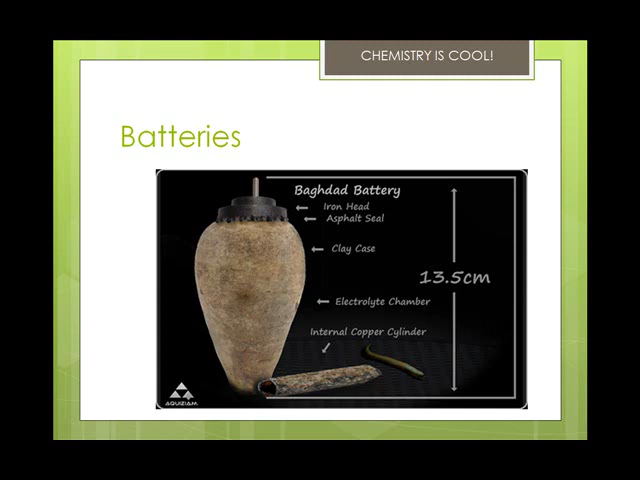 CHEMISTRY IS COOL!
Batteries
Baghdad Battery
Iron Head
Asphalt Seal
Clay Case
13.5cm
Electrolyte Chamber
Internal Copper Cylinder
AQUIZIAM